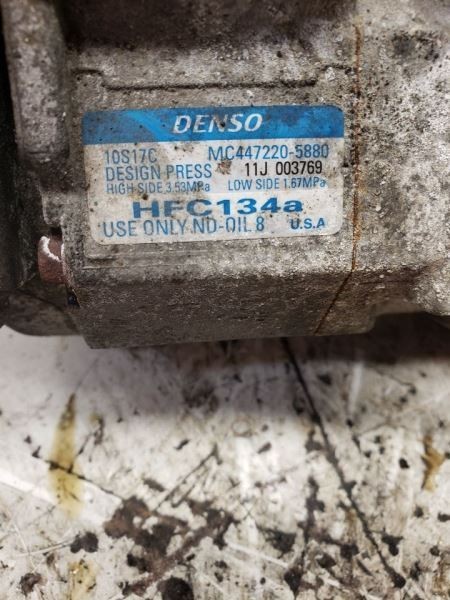 DENSO
10S17C MC447220-5880
DESIGN PRESS 11J 003769
HIGH SIDE 3.53MPa LOW SIDE 1.67MPa
HFC134a
USE ONLY ND-OIL 8 U.S.A